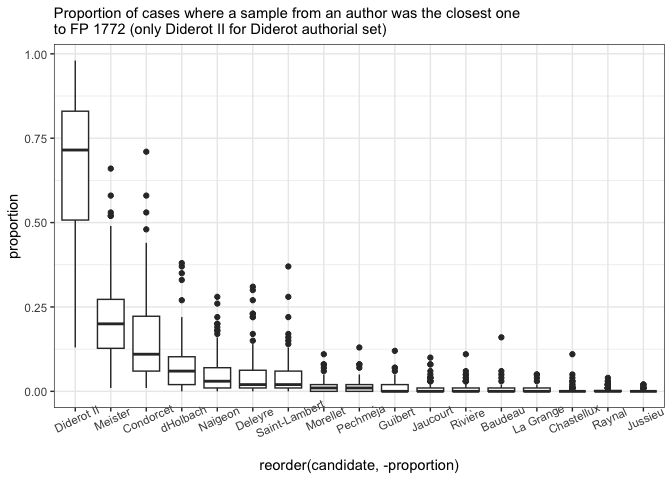 Proportion of cases where a sample from an author was the closest one
to FP 1772 (only Diderot II for Diderot authorial set)
1.00
0.75
0.50
0.25
0.00
proportion
Diderot II
Meister
Condorcet
dHolbach
Naigeon
Deleyre
Saint-Lambert
Morellet
Pechmeja
Guibert
Jaucourt
Rivière
Baudeau
La Grange
Chastellux
Raynal
Jussieu
reorder(candidate, -proportion)